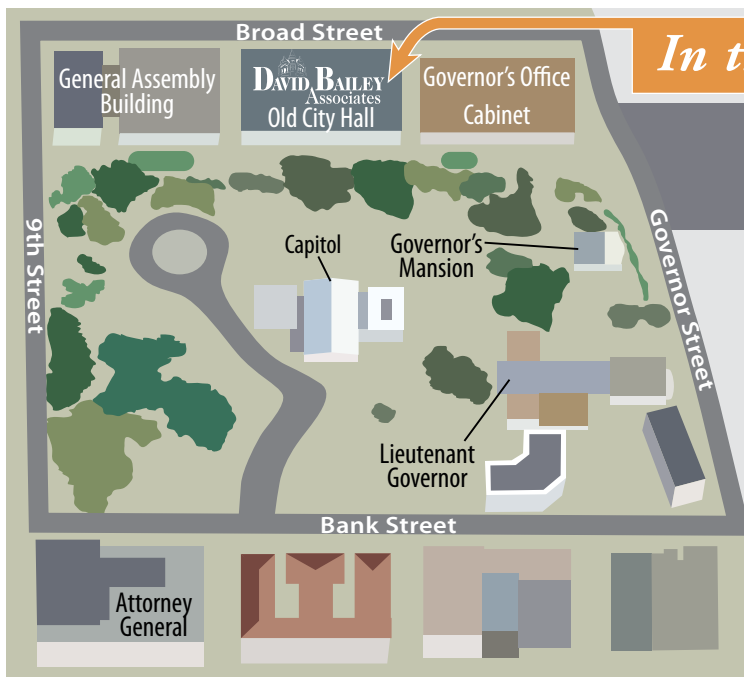 Broad Street
In t
General Assembly
Building
DAVID BAILEY
Associates
Old City Hall
Governor's Office
Cabinet
9th Street
Governor Street
Capitol
Governor's
Mansion
Lieutenant
Governor
Bank Street
Attorney
General